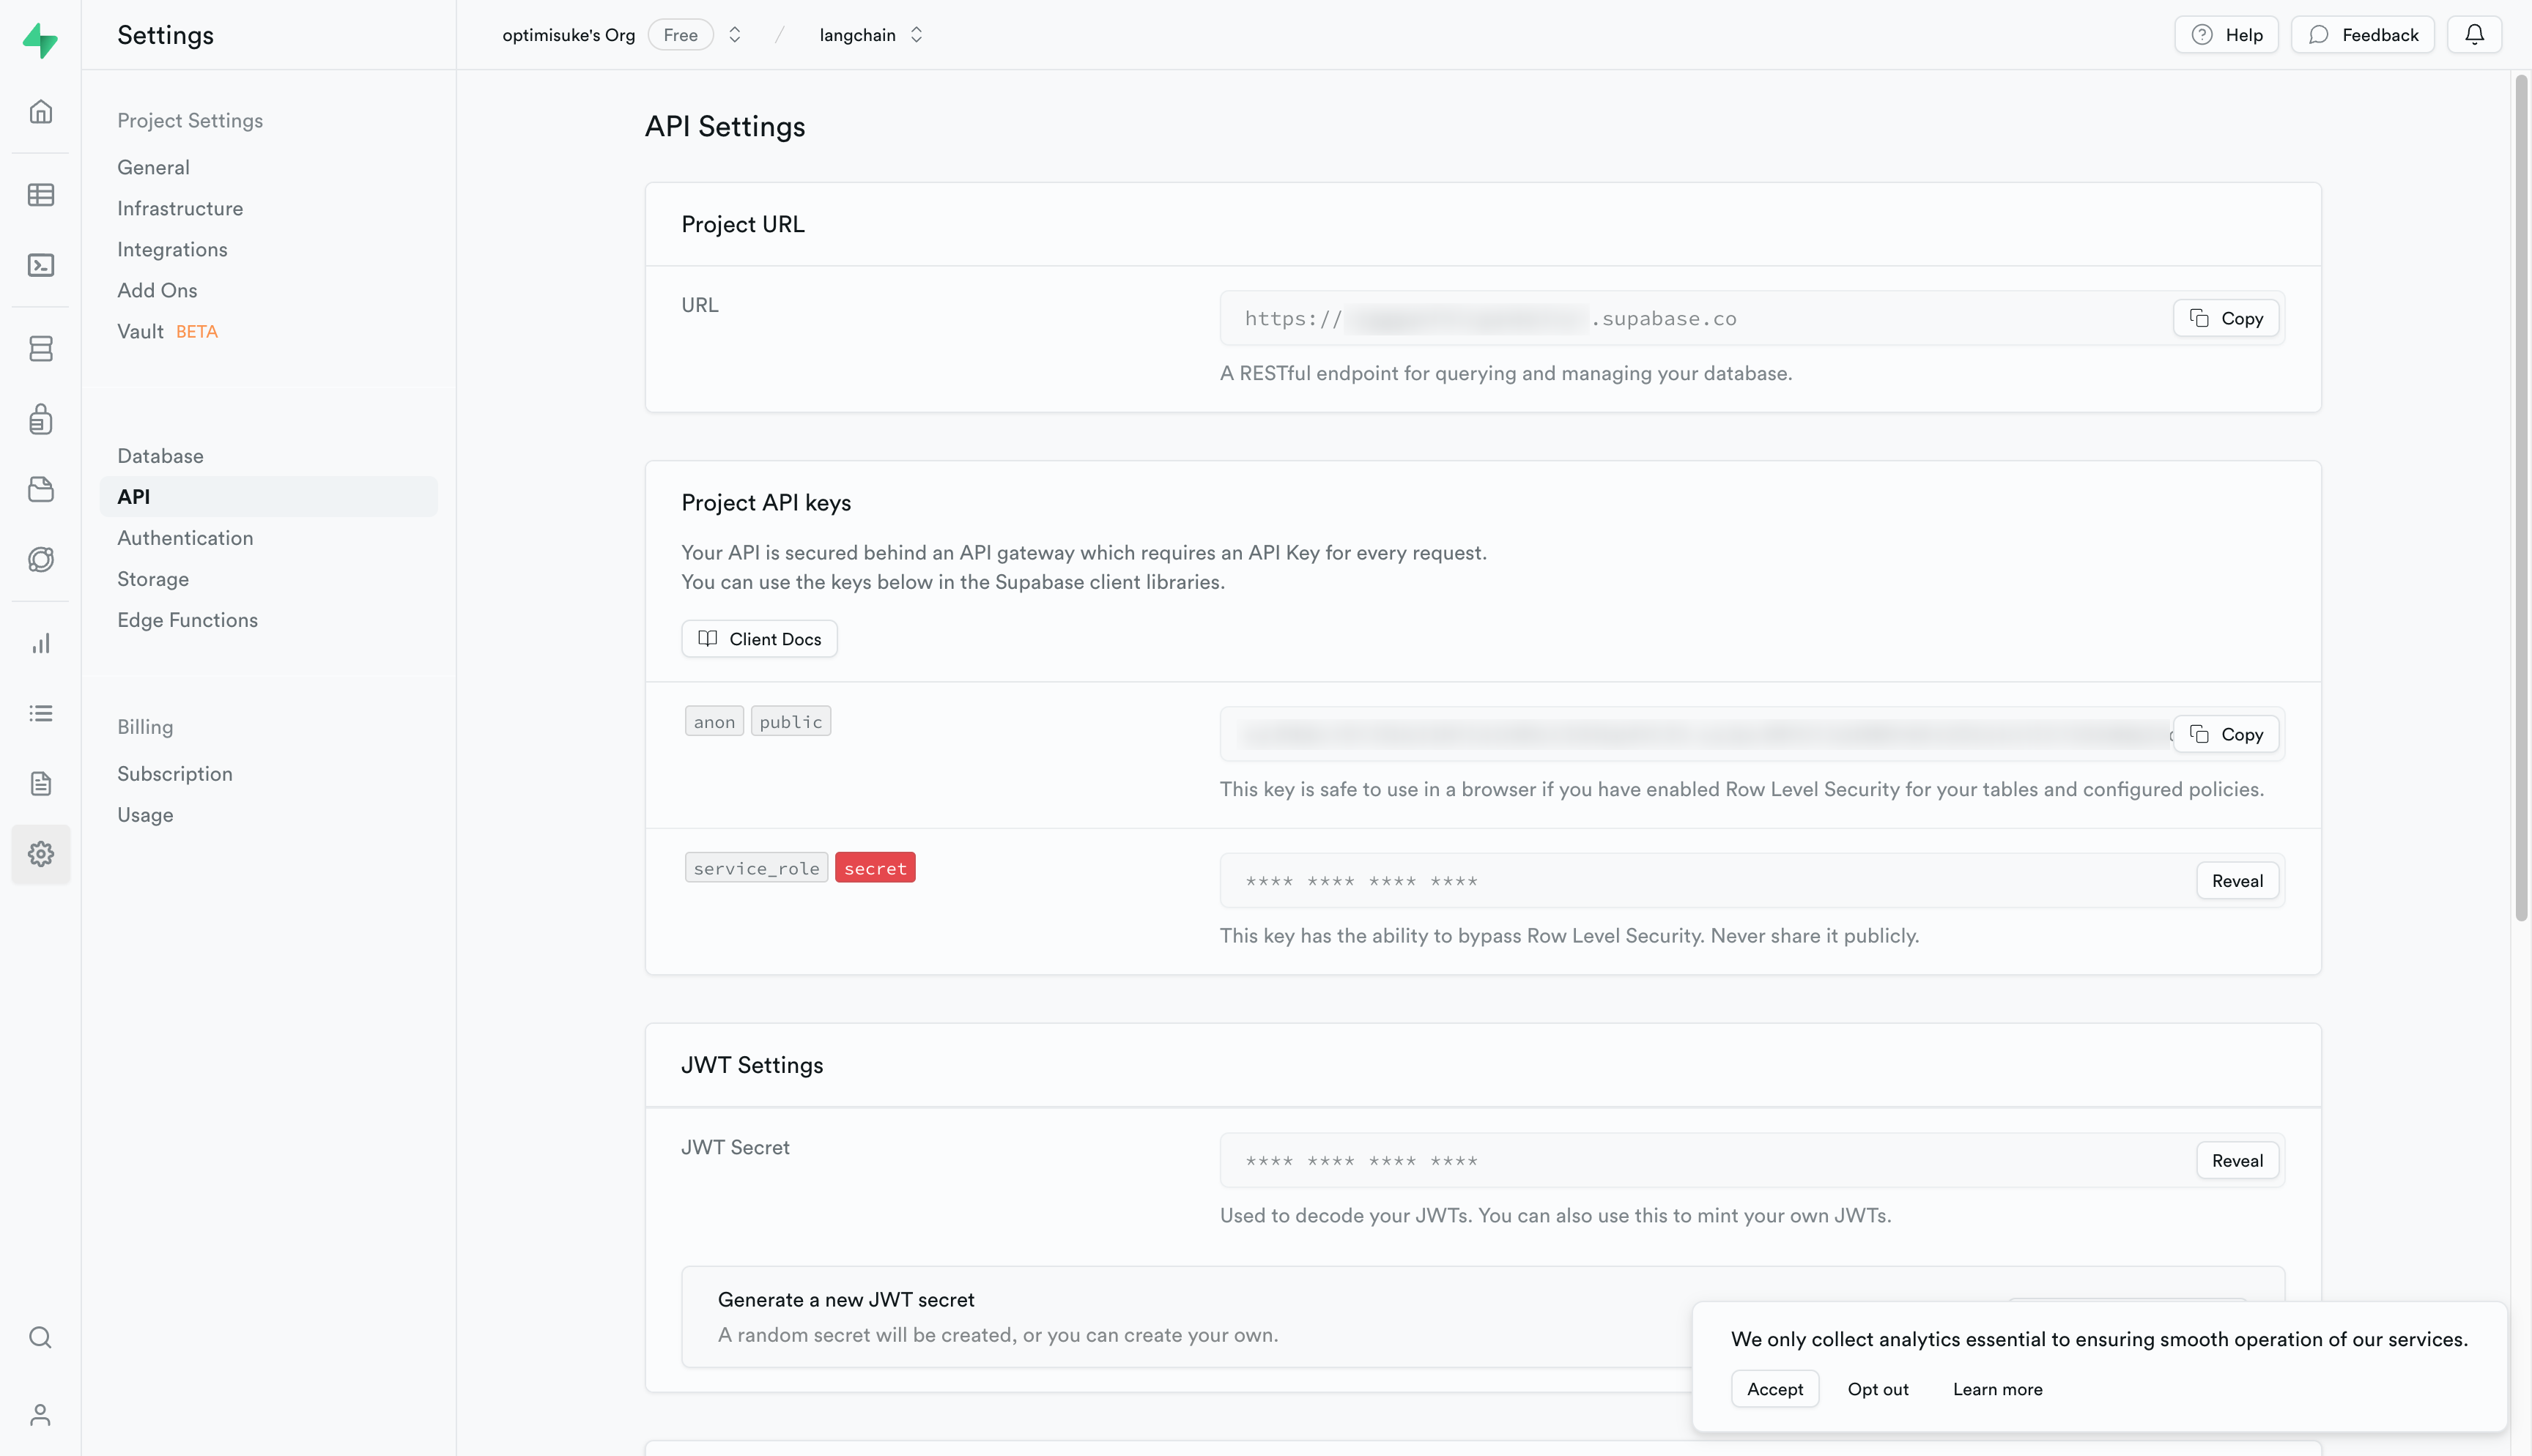 Settings
optimisuke's Org Free / langchain
Help
Feedback
Project Settings
General
Infrastructure
Integrations
Add Ons
Vault BETA
Database
API
Authentication
Storage
Edge Functions
Billing
Subscription
Usage
API Settings
Project URL
URL
https:// .supabase.co
Copy
A RESTful endpoint for querying and managing your database.
Project API keys
Your API is secured behind an API gateway which requires an API Key for every request.
You can use the keys below in the Supabase client libraries.
Client Docs
anon public
Copy
This key is safe to use in a browser if you have enabled Row Level Security for your tables and configured policies.
service_role secret
**** **** **** ****
Reveal
This key has the ability to bypass Row Level Security. Never share it publicly.
JWT Settings
JWT Secret
**** **** **** ****
Reveal
Used to decode your JWTs. You can also use this to mint your own JWTs.
Generate a new JWT secret
A random secret will be created, or you can create your own.
We only collect analytics essential to ensuring smooth operation of our services.
Accept Opt out Learn more